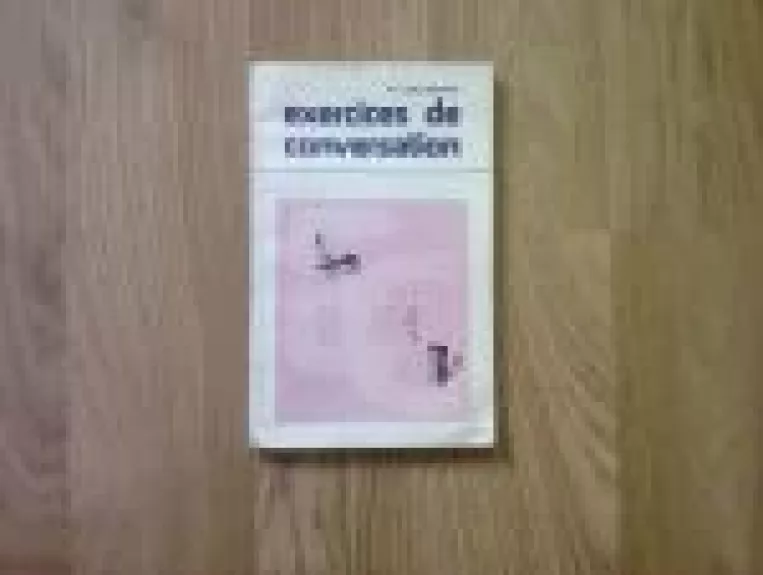 exercices de
conversation